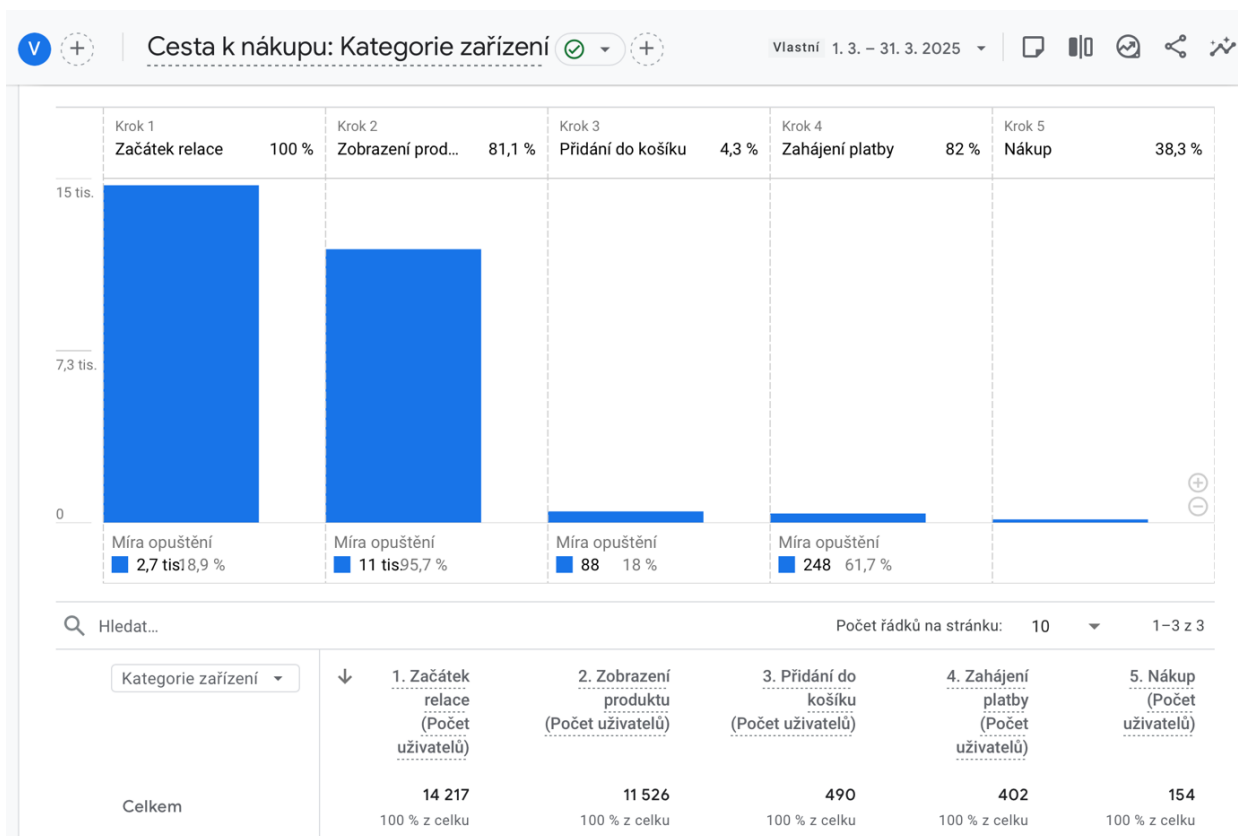 V
Cesta k nákupu: Kategorie zařízení
Vlastní 1. 3. – 31. 3. 2025
Krok 1
Začátek relace 100 %
Krok 2
Zobrazení prod... 81,1 %
Krok 3
Přidání do košíku 4,3 %
Krok 4
Zahájení platby 82 %
Krok 5
Nákup 38,3 %
15 tis.
7,3 tis.
0
Míra opuštění
2,7 tis 18,9 %
Míra opuštění
11 tis. 95,7 %
Míra opuštění
88 18 %
Míra opuštění
248 61,7 %
Hledat...
Počet řádků na stránku: 10 1–3 z 3
Kategorie zařízení
1. Začátek
relace
(Počet
uživatelů)
2. Zobrazení
produktu
(Počet uživatelů)
3. Přidání do
košíku
(Počet uživatelů)
4. Zahájení
platby
(Počet
uživatelů)
5. Nákup
(Počet
uživatelů)
Celkem
14 217
100 % z celku
11 526
100 % z celku
490
100 % z celku
402
100 % z celku
154
100 % z celku